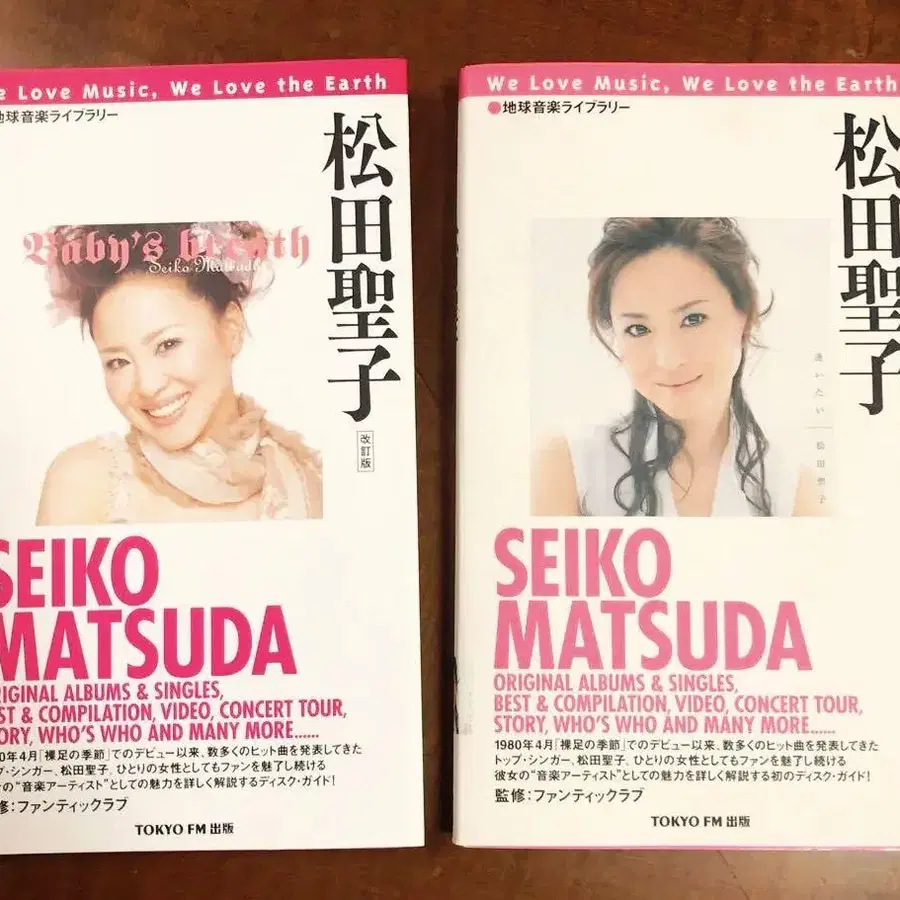 e Love Music, We Love the Earth
地球音楽ライブラリー
松田聖子
改訂版
Baby's breath
Seiko Matsuda
SEIKO
MATSUDA
RIGINAL ALBUMS & SINGLES,
ST & COMPILATION, VIDEO, CONCERT TOUR,
ORY, WHO'S WHO AND MANY MORE......
0年4月「裸足の季節」でのデビュー以来、数多くのヒット曲を発表してきた
プ・シンガー、松田聖子。ひとりの女性としてもファンを魅了し続ける
の“音楽アーティスト”としての魅力を詳しく解説するディスク・ガイド!
修:ファンティックラブ
TOKYO FM 出版
We Love Music, We Love the Earth
地球音楽ライブラリー
松田聖子
逢いたい
松田聖子
SEIKO
MATSUDA
ORIGINAL ALBUMS & SINGLES,
BEST & COMPILATION, VIDEO, CONCERT TOUR,
STORY, WHO'S WHO AND MANY MORE......
1980年4月「裸足の季節」でのデビュー以来、数多くのヒット曲を発表してきた
トップ・シンガー、松田聖子。ひとりの女性としてもファンを魅了し続ける
彼女の“音楽アーティスト”としての魅力を詳しく解説する初のディスク・ガイド!
監修:ファンティックラブ
TOKYO FM 出版